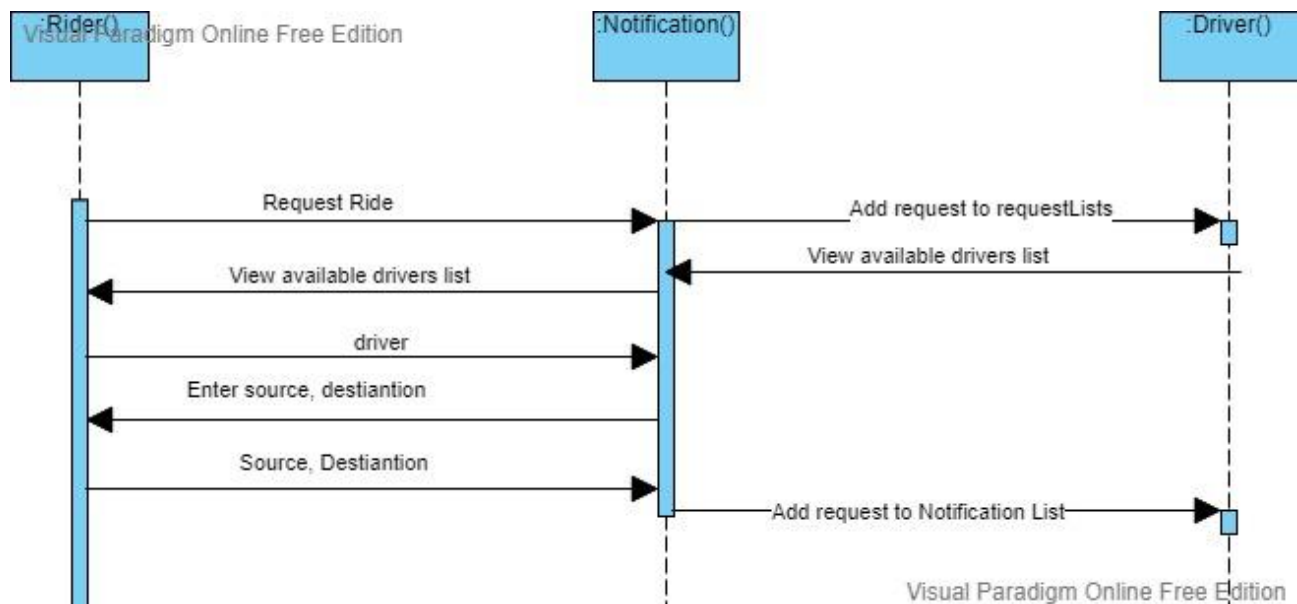 :Rider()
Visual Paradigm Online Free Edition
:Notification()
:Driver()
Request Ride
Add request to requestLists
View available drivers list
View available drivers list
driver
Enter source, destiantion
Source, Destiantion
Add request to Notification List
Visual Paradigm Online Free Edition